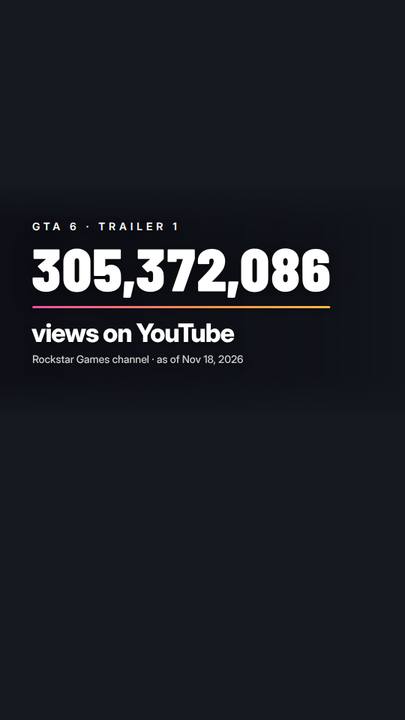 GTA 6 · TRAILER 1
305,372,086
views on YouTube
Rockstar Games channel · as of Nov 18, 2026